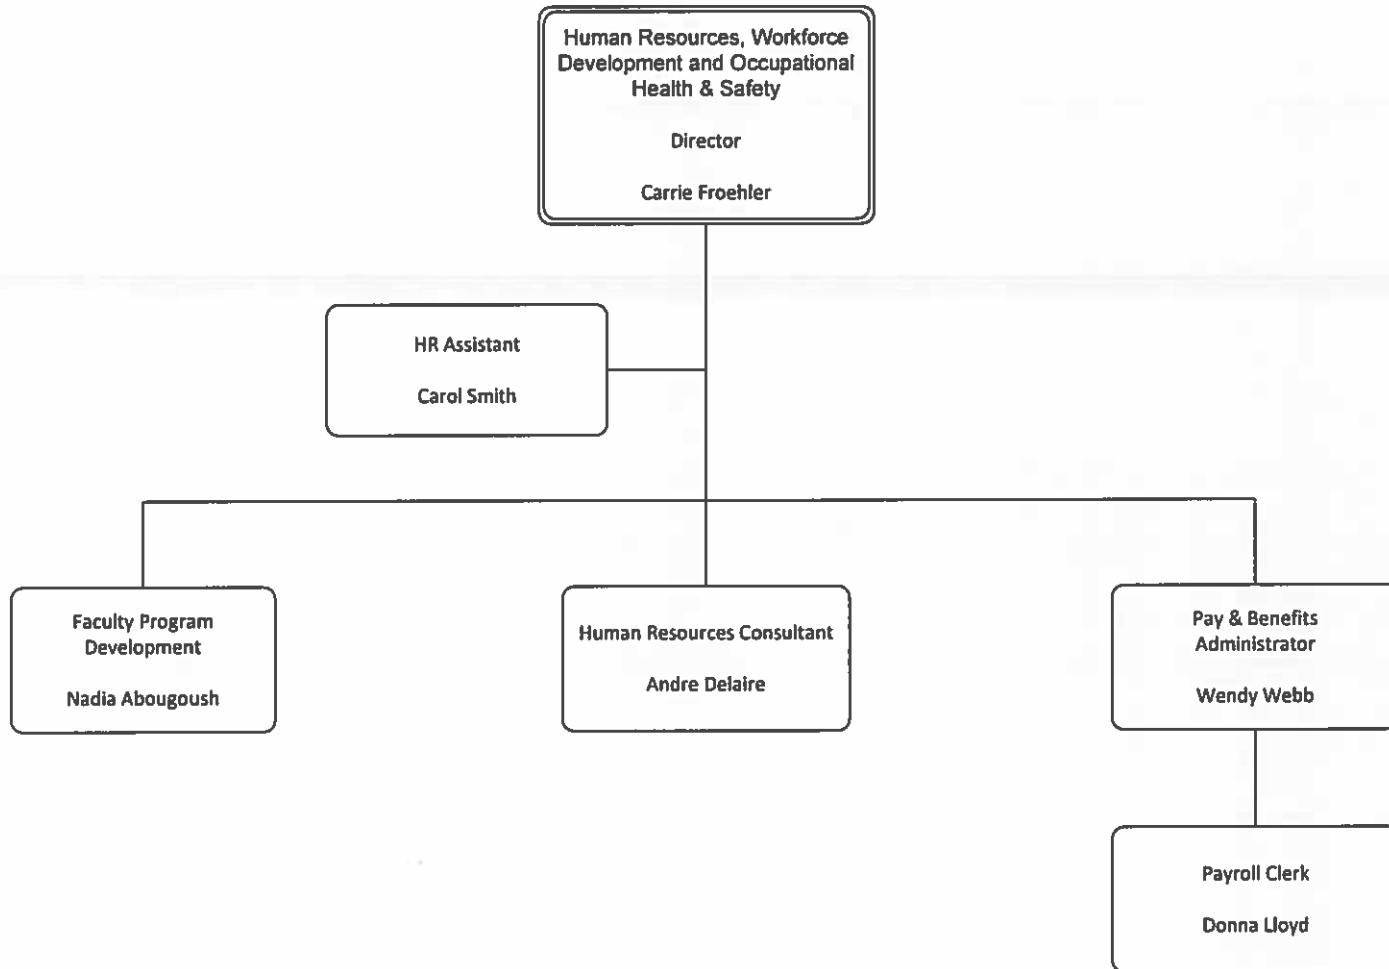 Human Resources, Workforce
Development and Occupational
Health & Safety
Director
Carrie Froehler
HR Assistant
Carol Smith
Faculty Program
Development
Nadia Abougoush
Human Resources Consultant
Andre Delaire
Pay & Benefits
Administrator
Wendy Webb
Payroll Clerk
Donna Lloyd